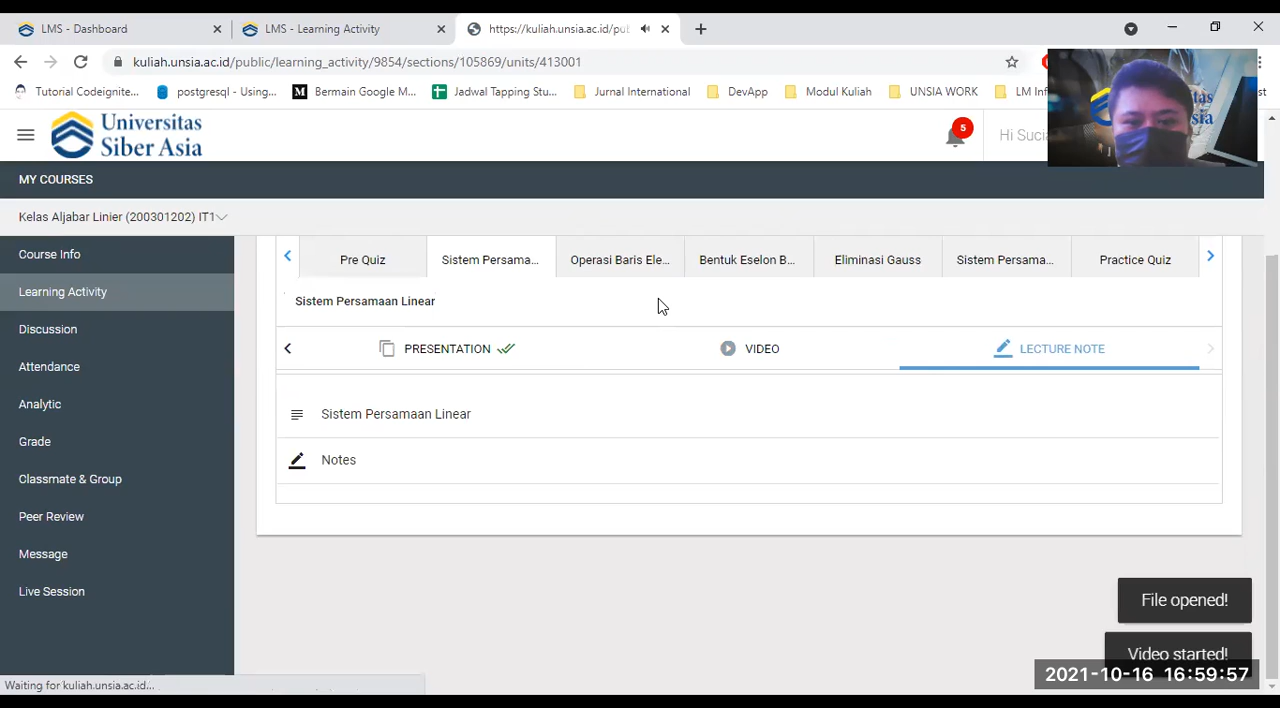 LMS - Dashboard
LMS - Learning Activity
https://kuliah.unsia.ac.id/pu
kuliah.unsia.ac.id/public/learning_activity/9854/sections/105869/units/413001
Tutorial Codeignite...
postgresql - Using...
Bermain Google M...
Jadwal Tapping Stu...
Jurnal International
DevApp
Modul Kuliah
UNSIA WORK
LM Inf
st
Universitas
Siber Asia
5
Hi Sucia
MY COURSES
Kelas Aljabar Linier (200301202) IT1
Course Info
Learning Activity
Discussion
Attendance
Analytic
Grade
Classmate & Group
Peer Review
Message
Live Session
Pre Quiz
Sistem Persama...
Operasi Baris Ele...
Bentuk Eselon B...
Eliminasi Gauss
Sistem Persama...
Practice Quiz
Sistem Persamaan Linear
PRESENTATION
VIDEO
LECTURE NOTE
Sistem Persamaan Linear
Notes
File opened!
Video started!
Waiting for kuliah.unsia.ac.id...
2021-10-16 16:59:57